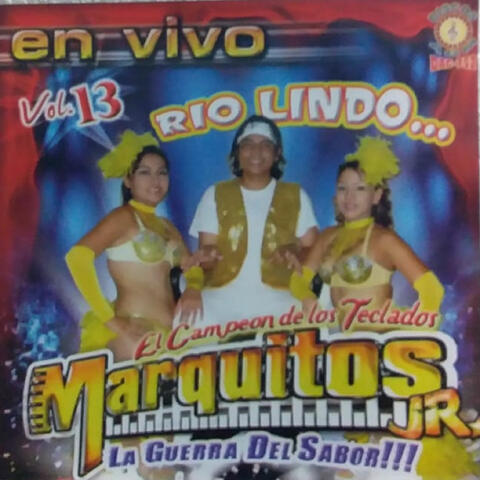 en vivo
Vol.13
RIO LINDO...
El Campeon de los Teclados
Marquitos
JR.
LA GUERRA DEL SABOR!!!